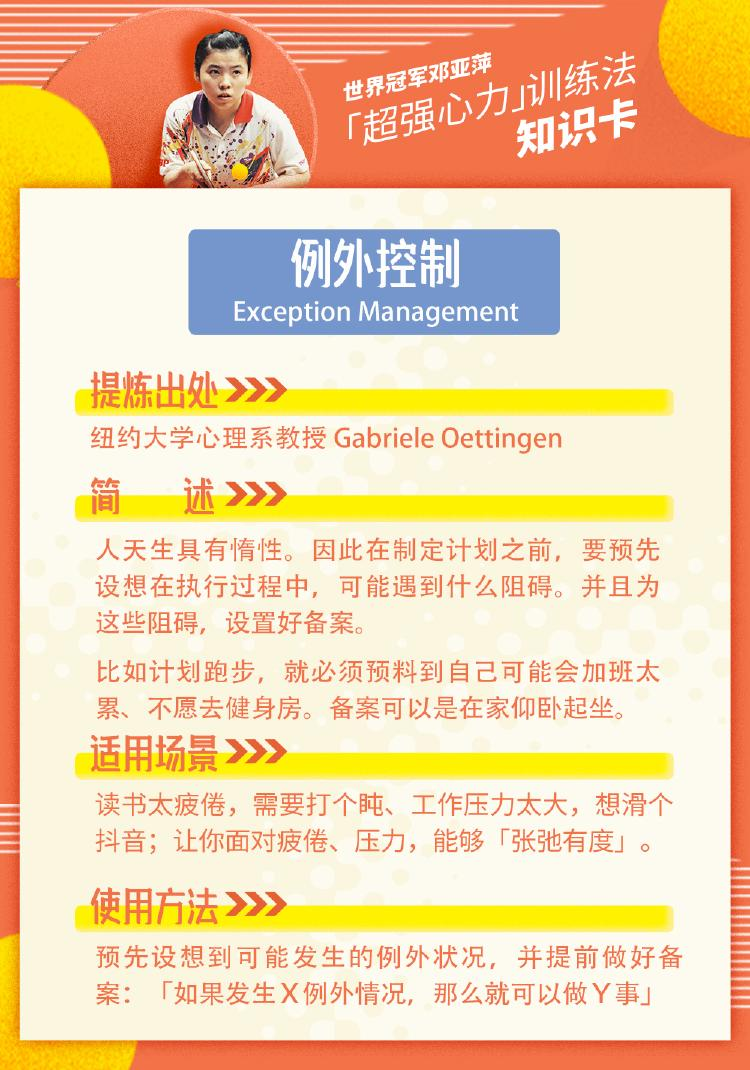 世界冠军邓亚萍
「超强心力」训练法
知识卡
例外控制
Exception Management
提炼出处
纽约大学心理系教授 Gabriele Oettingen
简 述
人天生具有惰性。因此在制定计划之前，要预先
设想在执行过程中，可能遇到什么阻碍。并且为
这些阻碍，设置好备案。
比如计划跑步，就必须预料到自己可能会加班太
累、不愿去健身房。备案可以是在家仰卧起坐。
适用场景
读书太疲倦，需要打个盹、工作压力太大，想滑个
抖音；让你面对疲倦、压力，能够「张弛有度」。
使用方法
预先设想到可能发生的例外状况，并提前做好备
案：「如果发生X例外情况，那么就可以做Y事」